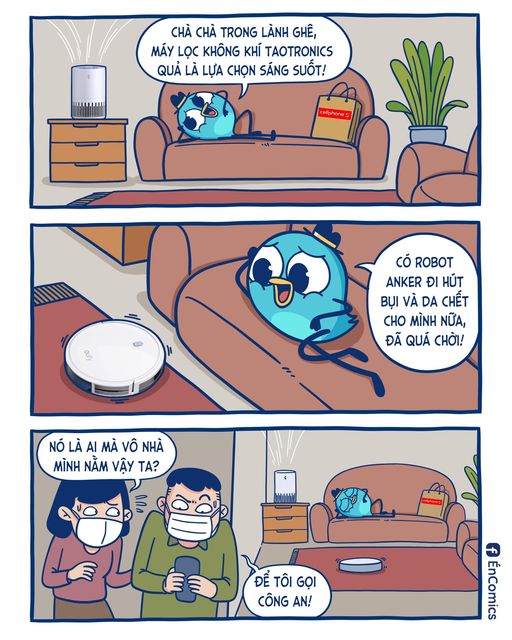 CHÀ CHÀ TRONG LÀNH GHÊ,
MÁY LỌC KHÔNG KHÍ TAOTRONICS
QUẢ LÀ LỰA CHỌN SÁNG SUỐT!
cellphone S
CÓ ROBOT
ANKER ĐI HÚT
BỤI VÀ DA CHẾT
CHO MÌNH NỮA,
ĐÃ QUÁ CHỜI!
NÓ LÀ AI MÀ VÔ NHÀ
MÌNH NẰM VẬY TA?
ĐỂ TÔI GỌI
CÔNG AN!
ÉnComics